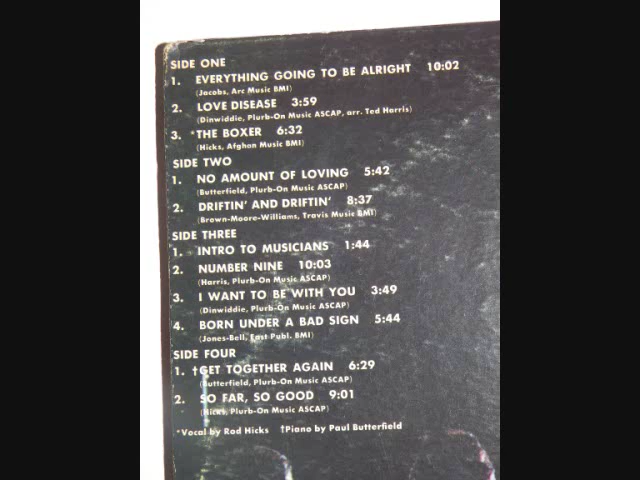 SIDE ONE
1. EVERYTHING GOING TO BE ALRIGHT 10:02
(Jacobs, Arc Music BMI)
2. LOVE DISEASE 3:59
(Dinwiddie, Plurb-On Music ASCAP, arr. Ted Harris)
3. *THE BOXER 6:32
(Hicks, Afghan Music BMI)
SIDE TWO
1. NO AMOUNT OF LOVING 5:42
(Butterfield, Plurb-On Music ASCAP)
2. DRIFTIN' AND DRIFTIN' 8:37
(Brown-Moore-Williams, Travis Music BMI)
SIDE THREE
1. INTRO TO MUSICIANS 1:44
2. NUMBER NINE 10:03
(Harris, Plurb-On Music ASCAP)
3. I WANT TO BE WITH YOU 3:49
(Dinwiddie, Plurb-On Music ASCAP)
4. BORN UNDER A BAD SIGN 5:44
(Jones-Bell, East Publ. BMI)
SIDE FOUR
1. †GET TOGETHER AGAIN 6:29
(Butterfield, Plurb-On Music ASCAP)
2. SO FAR, SO GOOD 9:01
(Hicks, Plurb-On Music ASCAP)
*Vocal by Rod Hicks †Piano by Paul Butterfield